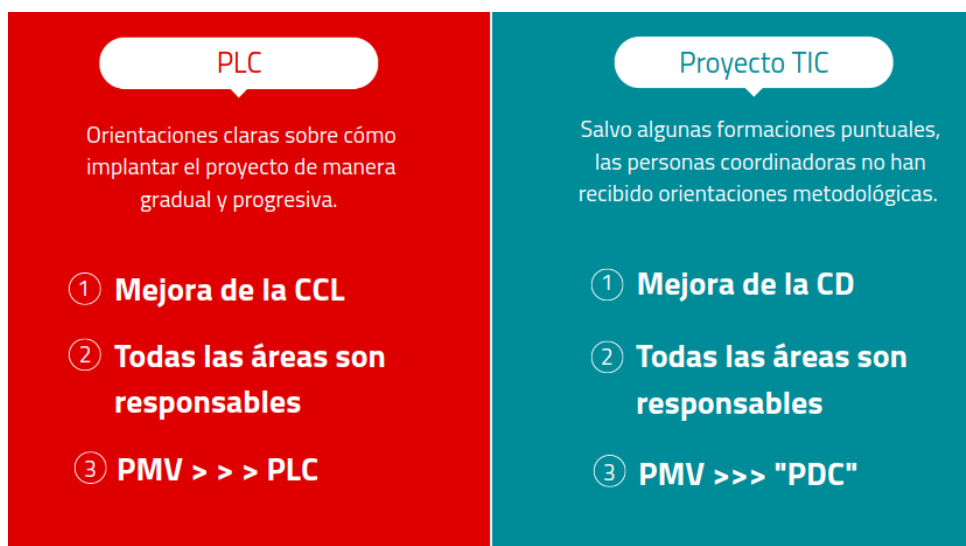 PLC
Orientaciones claras sobre cómo
implantar el proyecto de manera
gradual y progresiva.
1 Mejora de la CCL
2 Todas las áreas son
responsables
3 PMV > > > PLC
Proyecto TIC
Salvo algunas formaciones puntuales,
las personas coordinadoras no han
recibido orientaciones metodológicas.
1 Mejora de la CD
2 Todas las áreas son
responsables
3 PMV >>> "PDC"